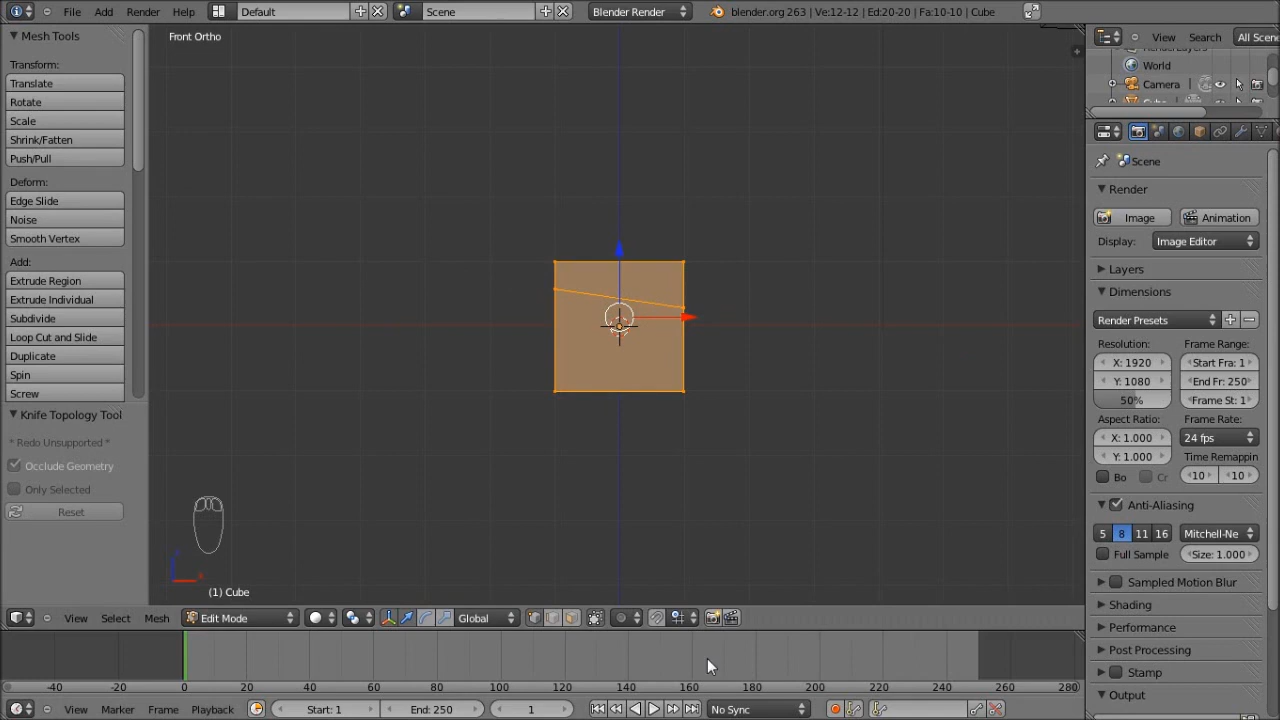 File Add Render Help Default Scene Blender Render blender.org 263 | Ve:12-12 | Ed:20-20 | Fa:10-10 | Cube
Mesh Tools
Transform:
Translate
Rotate
Scale
Shrink/Fatten
Push/Pull
Deform:
Edge Slide
Noise
Smooth Vertex
Add:
Extrude Region
Extrude Individual
Subdivide
Loop Cut and Slide
Duplicate
Spin
Screw
Knife Topology Tool
* Redo Unsupported *
Occlude Geometry
Only Selected
Reset
Front Ortho
(1) Cube
View Select Mesh Edit Mode Global
-40 -20 0 20 40 60 80 100 120 140 160 180 200 220 240 260 280
View Marker Frame Playback Start: 1 End: 250 1 No Sync
View Search All Scene
World
Camera
Scene
Render
Image Animation
Display: Image Editor
Layers
Dimensions
Render Presets
Resolution: Frame Range:
X: 1920 Start Fra: 1
Y: 1080 End Fr: 250
50% Frame St: 1
Aspect Ratio: Frame Rate:
X: 1.000 24 fps
Y: 1.000 Time Remappin
Bo Cr 10 10
Anti-Aliasing
5 8 11 16 Mitchell-Ne
Full Sample Size: 1.000
Sampled Motion Blur
Shading
Performance
Post Processing
Stamp
Output